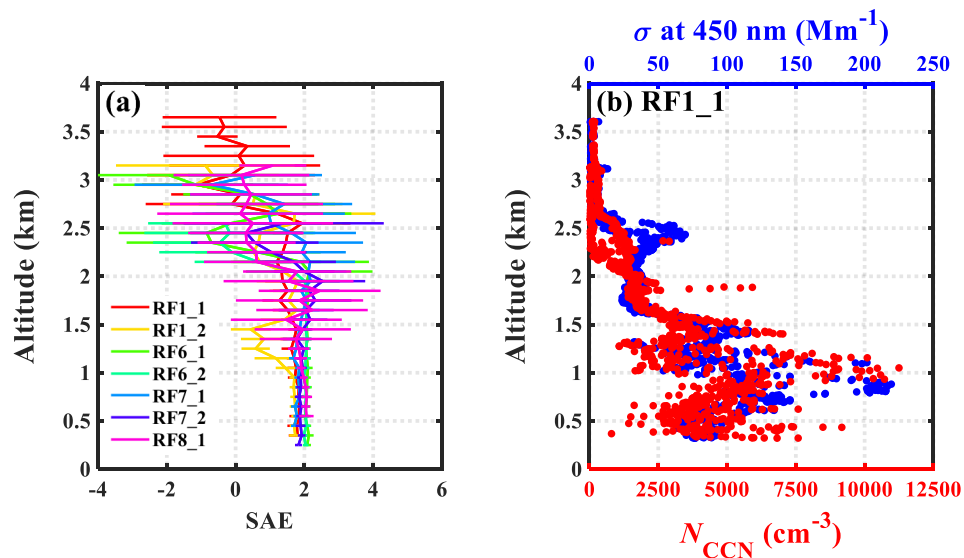 (a)
Altitude (km)
4
3.5
3
2.5
2
1.5
1
0.5
0
-4
-2
0
2
4
6
SAE
RF1_1
RF1_2
RF6_1
RF6_2
RF7_1
RF7_2
RF8_1
σ at 450 nm (Mm⁻¹)
0
50
100
150
200
250
(b) RF1_1
Altitude (km)
4
3.5
3
2.5
2
1.5
1
0.5
0
0
2500
5000
7500
10000
12500
N_CCN (cm⁻³)